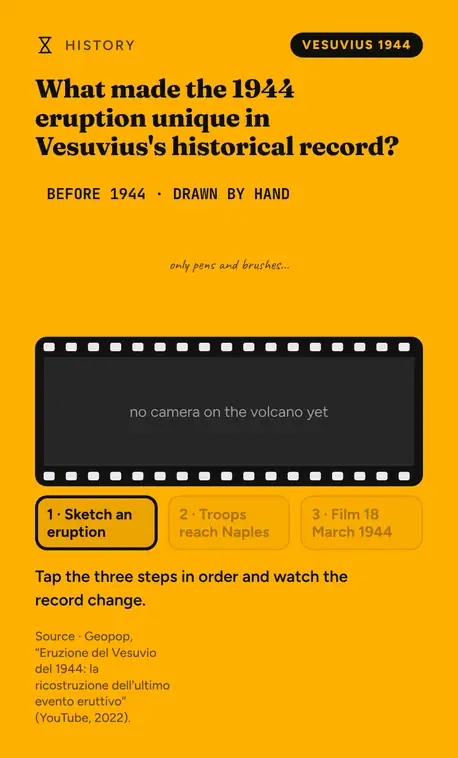 HISTORY
VESUVIUS 1944
What made the 1944
eruption unique in
Vesuvius's historical record?
BEFORE 1944 · DRAWN BY HAND
only pens and brushes...
no camera on the volcano yet
1 · Sketch an
eruption
2 · Troops
reach Naples
3 · Film 18
March 1944
Tap the three steps in order and watch the
record change.
Source · Geopop,
"Eruzione del Vesuvio
del 1944: la
ricostruzione dell'ultimo
evento eruttivo"
(YouTube, 2022).